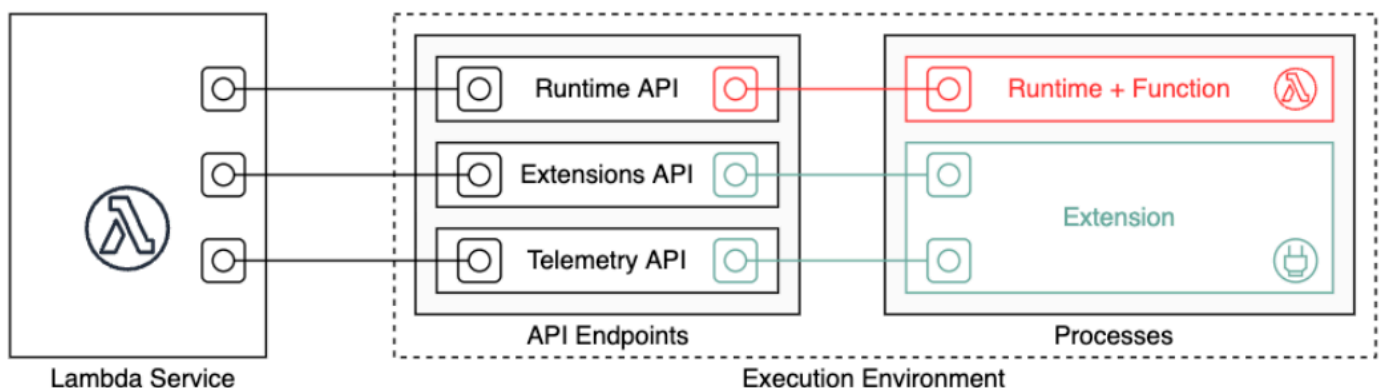 Runtime API
Runtime + Function
Extensions API
Extension
Telemetry API
API Endpoints
Processes
Lambda Service
Execution Environment